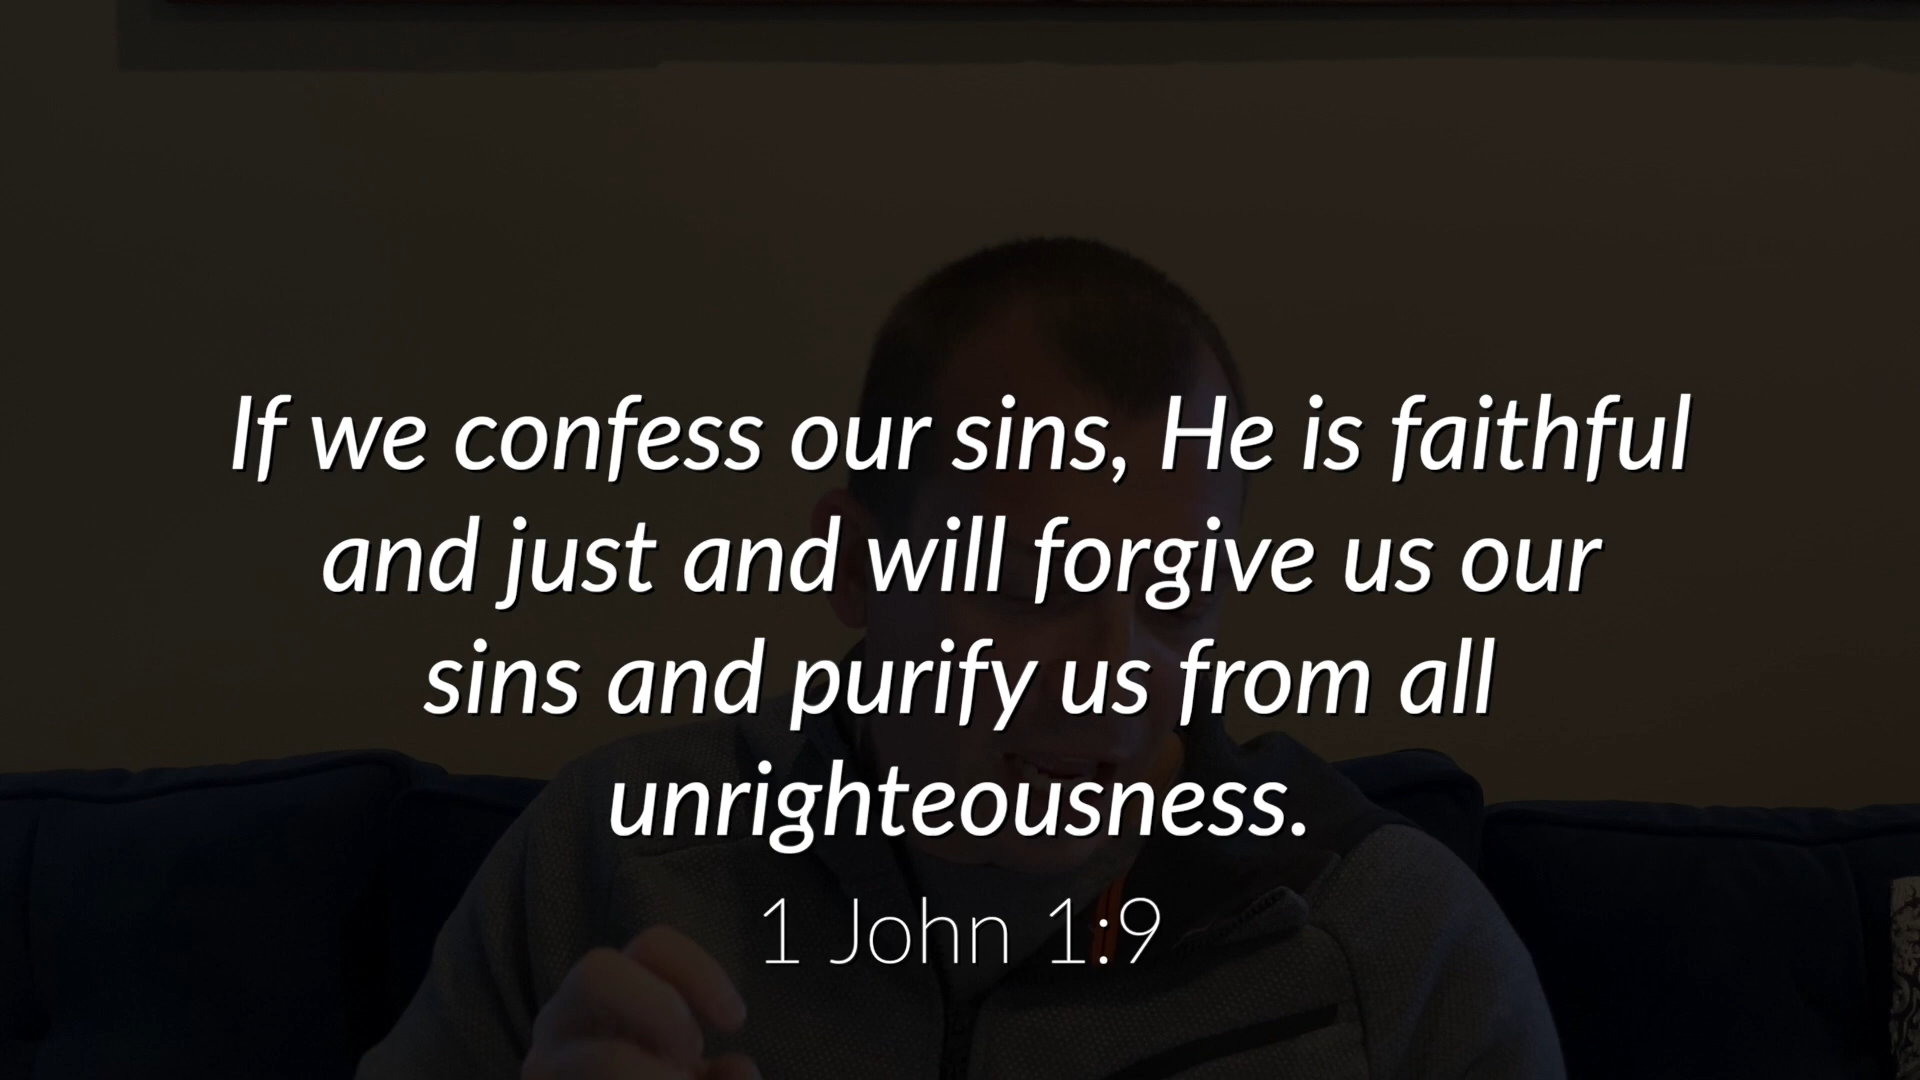 If we confess our sins, He is faithful
and just and will forgive us our
sins and purify us from all
unrighteousness.
1 John 1:9